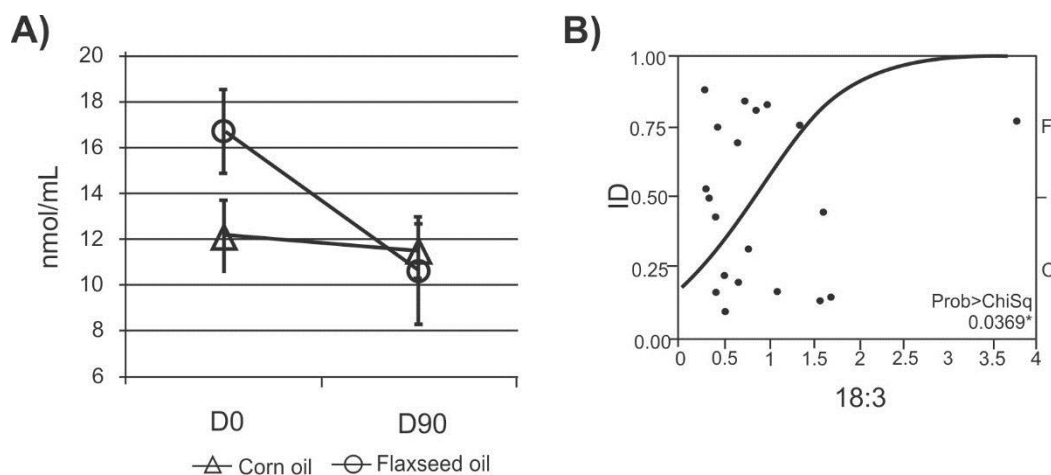 A)
20
18
16
14
12
10
8
6
nmol/mL
D0 D90
Corn oil Flaxseed oil
B)
1.00
0.75
0.50
0.25
0.00
ID
F
C
Prob>ChiSq
0.0369*
0 0.5 1 1.5 2 2.5 3 3.5 4
18:3